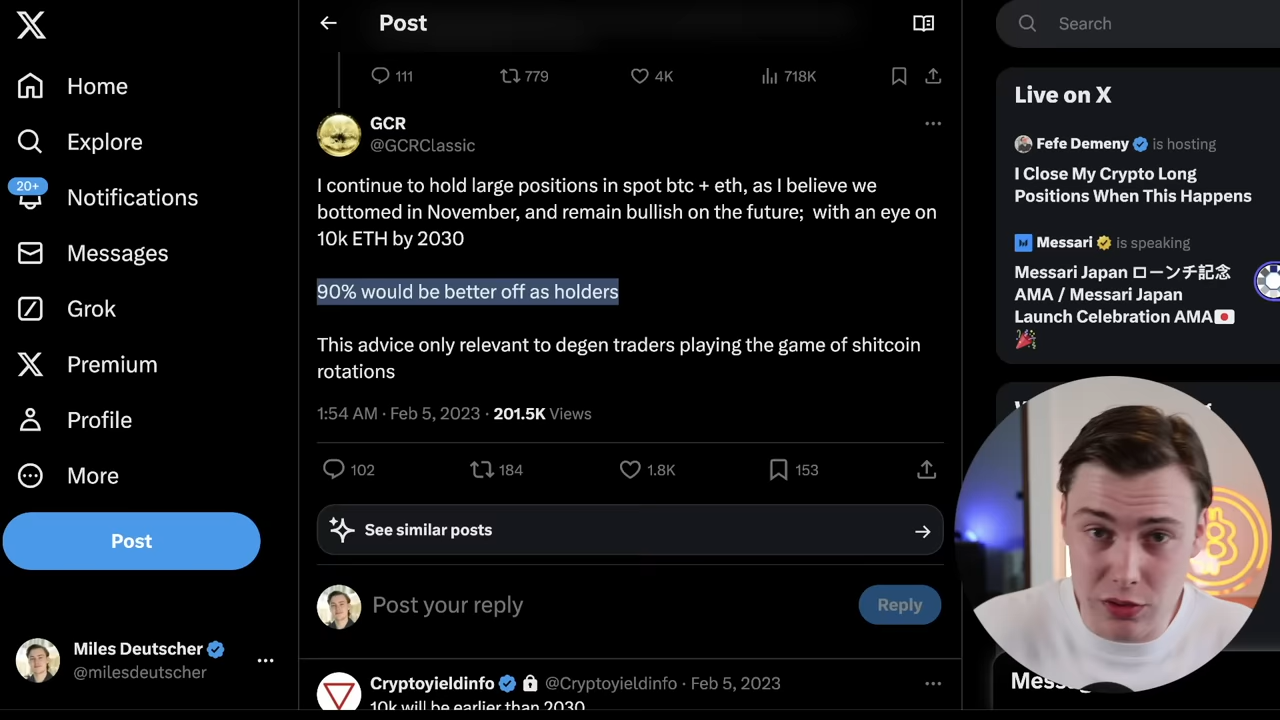 Home
Explore
20+
Notifications
Messages
Grok
Premium
Profile
More
Post
Miles Deutscher
@milesdeutscher
Post
111 779 4K 718K
GCR
@GCRClassic
I continue to hold large positions in spot btc + eth, as I believe we
bottomed in November, and remain bullish on the future;  with an eye on
10k ETH by 2030
90% would be better off as holders
This advice only relevant to degen traders playing the game of shitcoin
rotations
1:54 AM · Feb 5, 2023 · 201.5K Views
102 184 1.8K 153
See similar posts
Post your reply
Reply
Cryptoyieldinfo @Cryptoyieldinfo · Feb 5, 2023
10k will be earlier than 2030
Search
Live on X
Fefe Demeny is hosting
I Close My Crypto Long
Positions When This Happens
Messari is speaking
Messari Japan ローンチ記念
AMA / Messari Japan
Launch Celebration AMA🇯🇵
🎉